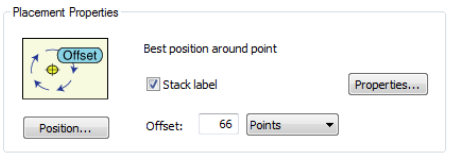 Placement Properties
Offset
Best position around point
Stack label
Properties...
Position...
Offset: 66 Points